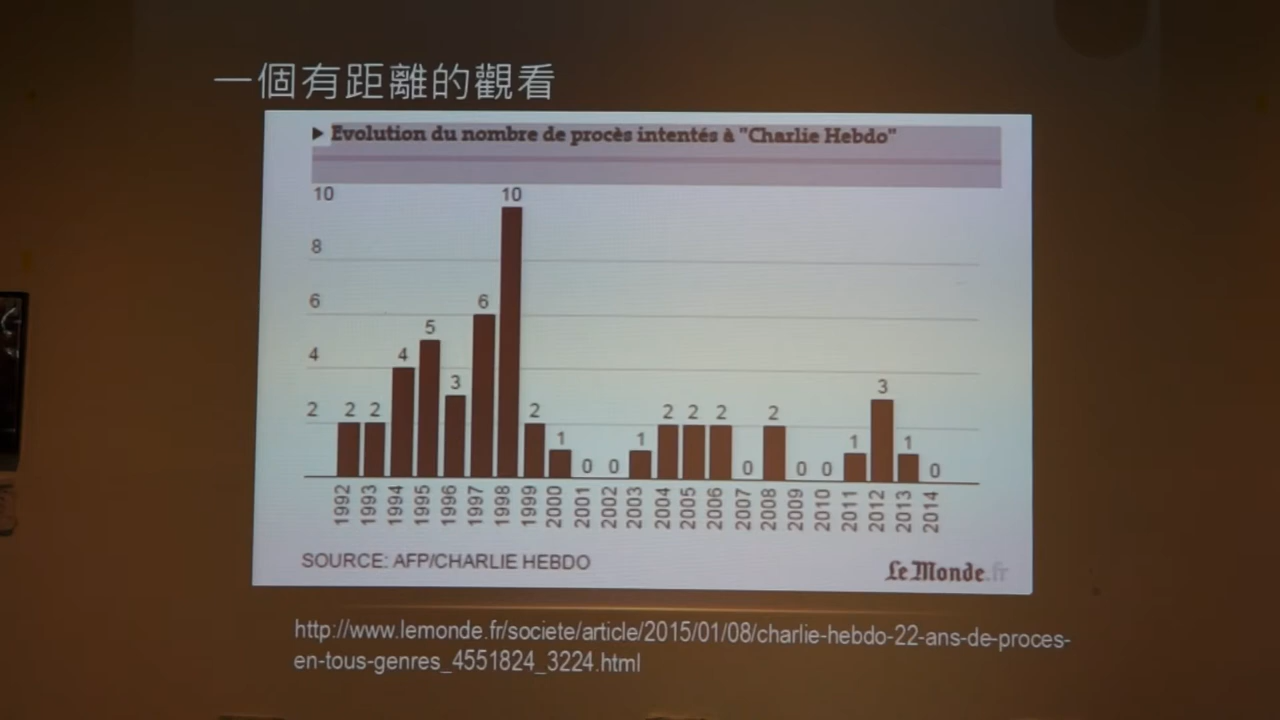 一個有距離的觀看
Evolution du nombre de procès intentés à "Charlie Hebdo"
10
8
6
4
2
2 2 4 5 3 6 10 2 1 0 0 1 2 2 2 0 2 0 0 1 3 1 0
1992 1993 1994 1995 1996 1997 1998 1999 2000 2001 2002 2003 2004 2005 2006 2007 2008 2009 2010 2011 2012 2013 2014
SOURCE: AFP/CHARLIE HEBDO
Le Monde.fr
http://www.lemonde.fr/societe/article/2015/01/08/charlie-hebdo-22-ans-de-proces-
en-tous-genres_4551824_3224.html